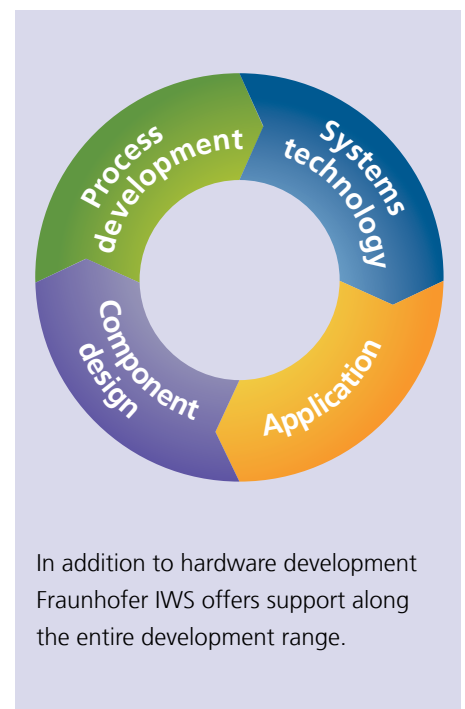 Process
development
Systems
technology
Component
design
Application
In addition to hardware development
Fraunhofer IWS offers support along
the entire development range.